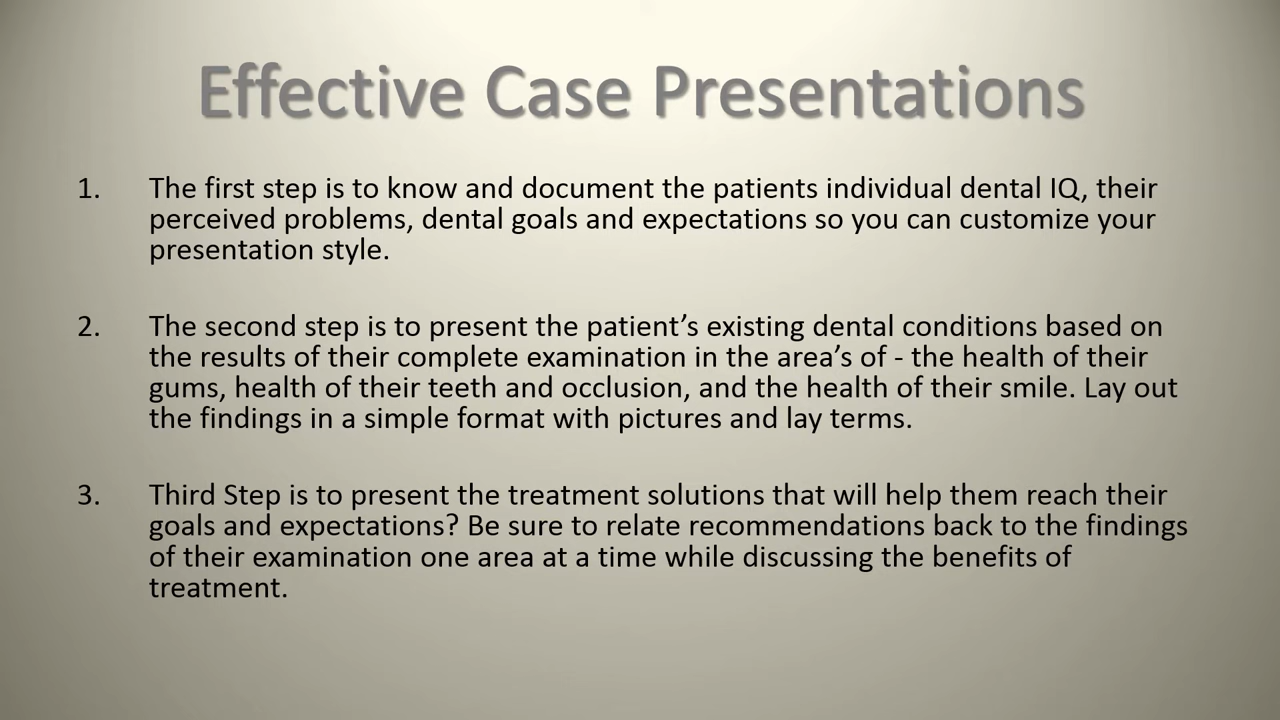 Effective Case Presentations
1. The first step is to know and document the patients individual dental IQ, their
perceived problems, dental goals and expectations so you can customize your
presentation style.
2. The second step is to present the patient’s existing dental conditions based on
the results of their complete examination in the area’s of - the health of their
gums, health of their teeth and occlusion, and the health of their smile. Lay out
the findings in a simple format with pictures and lay terms.
3. Third Step is to present the treatment solutions that will help them reach their
goals and expectations? Be sure to relate recommendations back to the findings
of their examination one area at a time while discussing the benefits of
treatment.